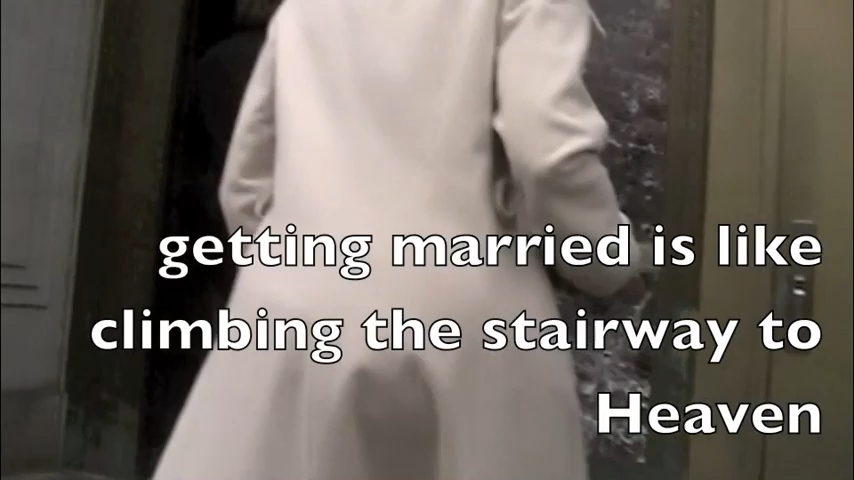 getting married is like
climbing the stairway to
Heaven